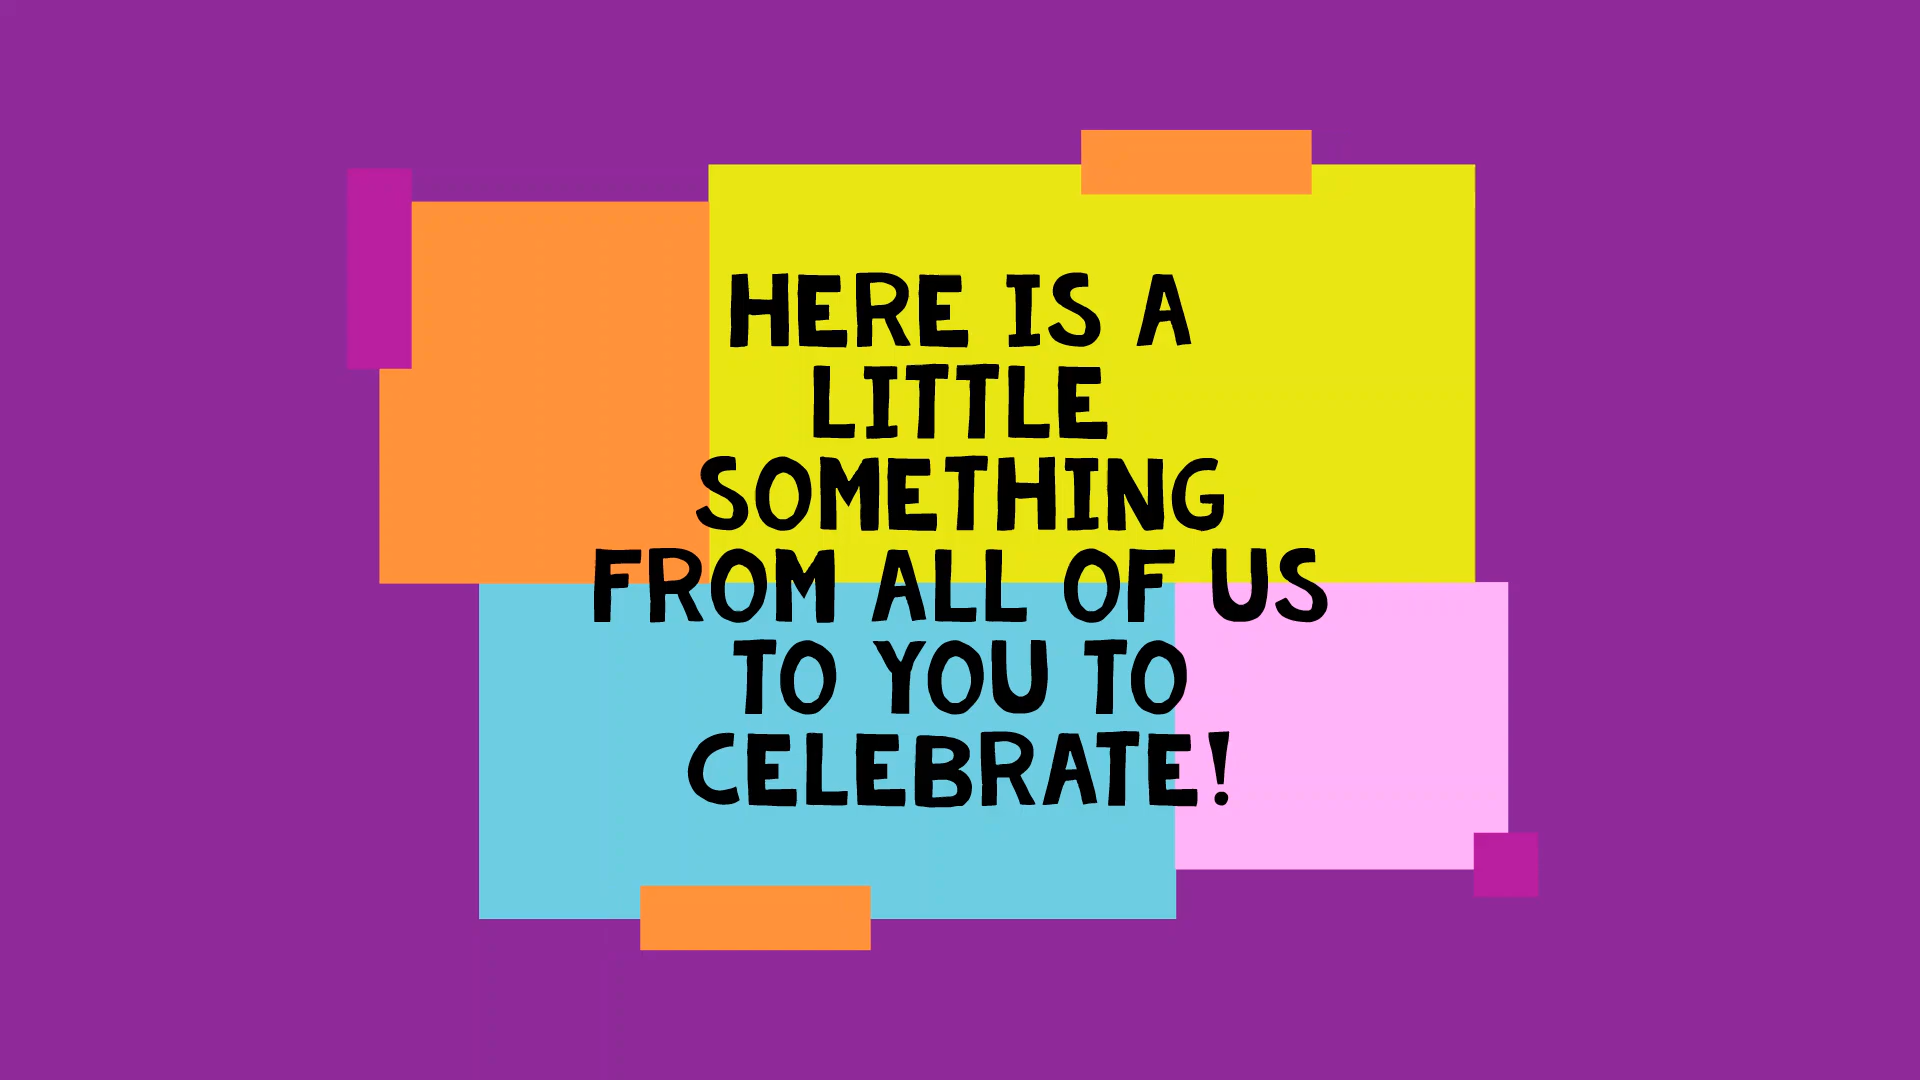 HERE IS A
LITTLE
SOMETHING
FROM ALL OF US
TO YOU TO
CELEBRATE!